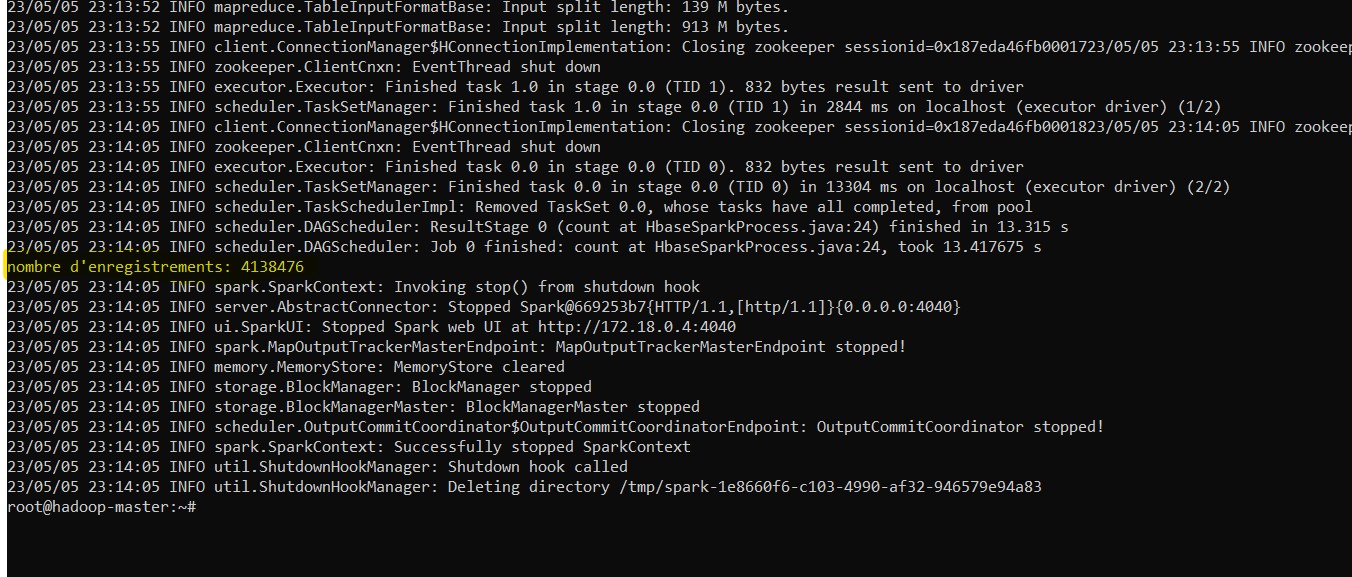 23/05/05 23:13:52 INFO mapreduce.TableInputFormatBase: Input split length: 139 M bytes.
23/05/05 23:13:52 INFO mapreduce.TableInputFormatBase: Input split length: 913 M bytes.
23/05/05 23:13:55 INFO client.ConnectionManager$HConnectionImplementation: Closing zookeeper sessionid=0x187eda46fb0001723/05/05 23:13:55 INFO zookeep
23/05/05 23:13:55 INFO zookeeper.ClientCnxn: EventThread shut down
23/05/05 23:13:55 INFO executor.Executor: Finished task 1.0 in stage 0.0 (TID 1). 832 bytes result sent to driver
23/05/05 23:13:55 INFO scheduler.TaskSetManager: Finished task 1.0 in stage 0.0 (TID 1) in 2844 ms on localhost (executor driver) (1/2)
23/05/05 23:14:05 INFO client.ConnectionManager$HConnectionImplementation: Closing zookeeper sessionid=0x187eda46fb0001823/05/05 23:14:05 INFO zookeep
23/05/05 23:14:05 INFO zookeeper.ClientCnxn: EventThread shut down
23/05/05 23:14:05 INFO executor.Executor: Finished task 0.0 in stage 0.0 (TID 0). 832 bytes result sent to driver
23/05/05 23:14:05 INFO scheduler.TaskSetManager: Finished task 0.0 in stage 0.0 (TID 0) in 13304 ms on localhost (executor driver) (2/2)
23/05/05 23:14:05 INFO scheduler.TaskSchedulerImpl: Removed TaskSet 0.0, whose tasks have all completed, from pool
23/05/05 23:14:05 INFO scheduler.DAGScheduler: ResultStage 0 (count at HbaseSparkProcess.java:24) finished in 13.315 s
23/05/05 23:14:05 INFO scheduler.DAGScheduler: Job 0 finished: count at HbaseSparkProcess.java:24, took 13.417675 s
nombre d'enregistrements: 4138476
23/05/05 23:14:05 INFO spark.SparkContext: Invoking stop() from shutdown hook
23/05/05 23:14:05 INFO server.AbstractConnector: Stopped Spark@669253b7{HTTP/1.1,[http/1.1]}{0.0.0.0:4040}
23/05/05 23:14:05 INFO ui.SparkUI: Stopped Spark web UI at http://172.18.0.4:4040
23/05/05 23:14:05 INFO spark.MapOutputTrackerMasterEndpoint: MapOutputTrackerMasterEndpoint stopped!
23/05/05 23:14:05 INFO memory.MemoryStore: MemoryStore cleared
23/05/05 23:14:05 INFO storage.BlockManager: BlockManager stopped
23/05/05 23:14:05 INFO storage.BlockManagerMaster: BlockManagerMaster stopped
23/05/05 23:14:05 INFO scheduler.OutputCommitCoordinator$OutputCommitCoordinatorEndpoint: OutputCommitCoordinator stopped!
23/05/05 23:14:05 INFO spark.SparkContext: Successfully stopped SparkContext
23/05/05 23:14:05 INFO util.ShutdownHookManager: Shutdown hook called
23/05/05 23:14:05 INFO util.ShutdownHookManager: Deleting directory /tmp/spark-1e8660f6-c103-4990-af32-946579e94a83
root@hadoop-master:~#